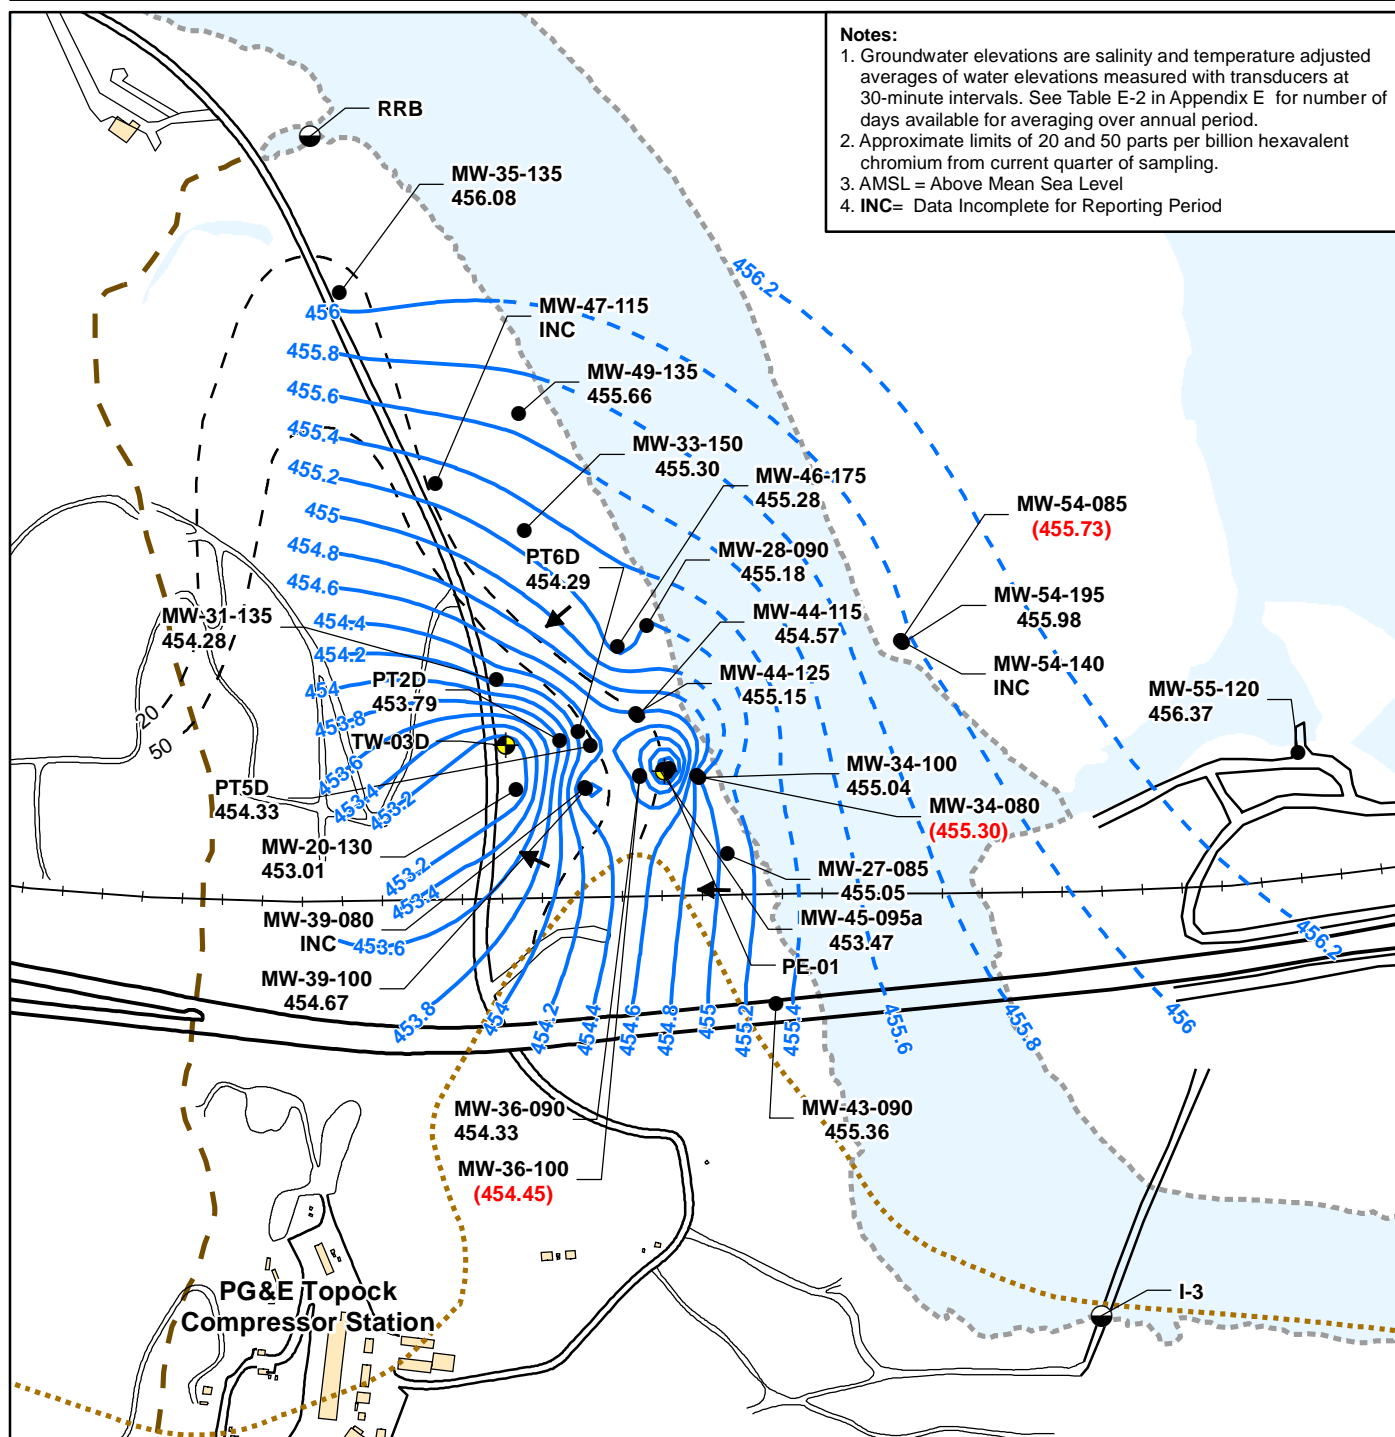 Notes:
1. Groundwater elevations are salinity and temperature adjusted
averages of water elevations measured with transducers at
30-minute intervals. See Table E-2 in Appendix E for number of
days available for averaging over annual period.
2. Approximate limits of 20 and 50 parts per billion hexavalent
chromium from current quarter of sampling.
3. AMSL = Above Mean Sea Level
4. INC= Data Incomplete for Reporting Period
RRB
MW-35-135
456.08
456.2
MW-47-115
INC
456
455.8
MW-49-135
455.66
455.6
455.4
MW-33-150
455.30
455.2
MW-46-175
455.28
455
MW-54-085
(455.73)
454.8
PT6D
454.29
MW-28-090
455.18
454.6
MW-54-195
455.98
MW-31-135
454.28
454.4
MW-44-115
454.57
454.2
MW-54-140
INC
PT2D
453.79
454
MW-44-125
455.15
MW-55-120
456.37
453.8
20
50
TW-03D
453.6
453.4
453.2
PT5D
454.33
MW-34-100
455.04
MW-34-080
(455.30)
MW-20-130
453.01
453.2
453.4
MW-27-085
455.05
MW-39-080
INC
453.6
MW-45-095a
453.47
456.2
PE-01
MW-39-100
454.67
453.8
454
454.2
454.4
454.6
454.8
455
455.2
455.4
455.6
455.8
456
MW-36-090
454.33
MW-43-090
455.36
MW-36-100
(454.45)
PG&E Topock
Compressor Station
I-3